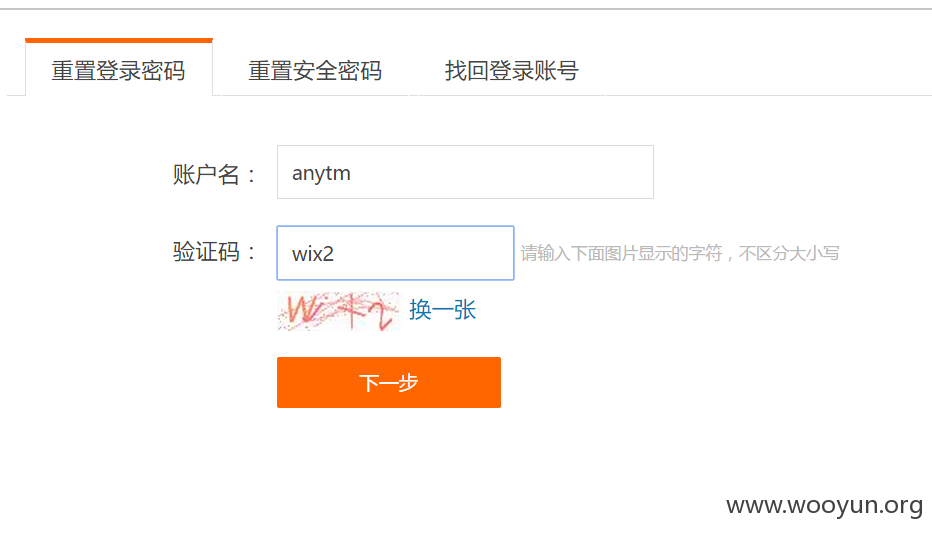 重置登录密码 重置安全密码 找回登录账号
账户名： anytm
验证码： wix2 请输入下面图片显示的字符，不区分大小写
换一张
下一步
www.wooyun.org